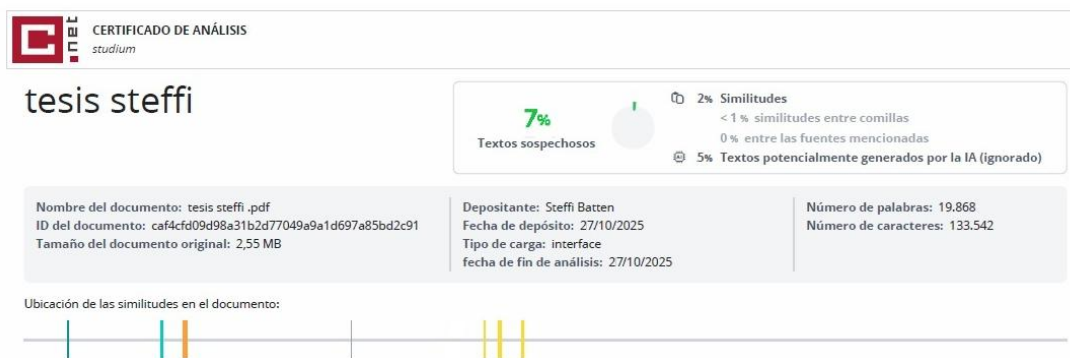 C
.net
CERTIFICADO DE ANÁLISIS
studium
tesis steffi
7%
Textos sospechosos
2% Similitudes
< 1 % similitudes entre comillas
0 % entre las fuentes mencionadas
5% Textos potencialmente generados por la IA (ignorado)
Nombre del documento: tesis steffi .pdf
ID del documento: caf4cfd09d98a31b2d77049a9a1d697a85bd2c91
Tamaño del documento original: 2,55 MB
Depositante: Steffi Batten
Fecha de depósito: 27/10/2025
Tipo de carga: interface
fecha de fin de análisis: 27/10/2025
Número de palabras: 19.868
Número de caracteres: 133.542
Ubicación de las similitudes en el documento: